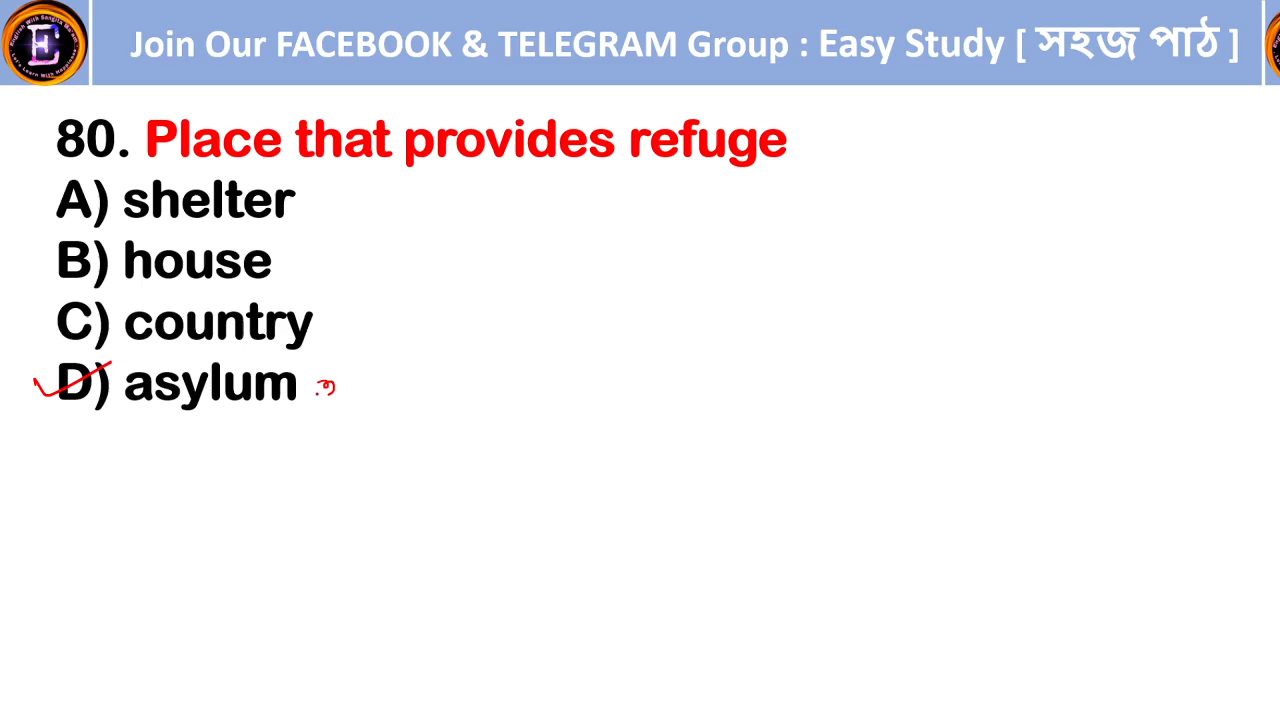 Join Our FACEBOOK & TELEGRAM Group : Easy Study [ সহজ পাঠ ]
80. Place that provides refuge
A) shelter
B) house
C) country
D) asylum